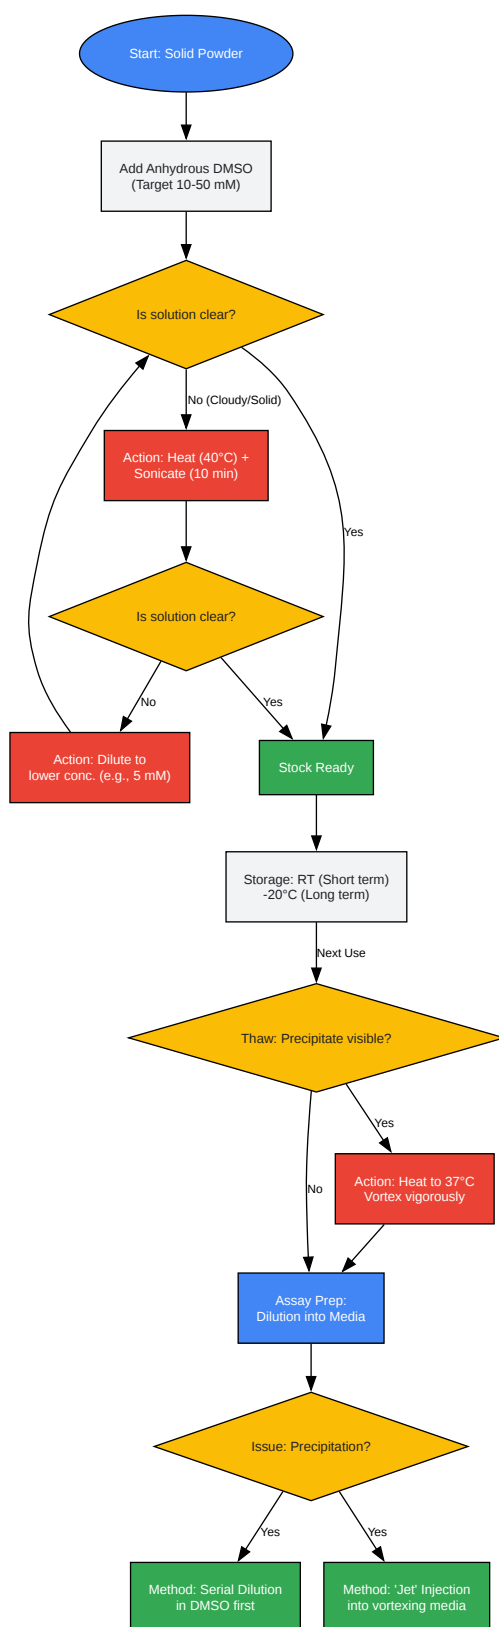 Start: Solid Powder
Add Anhydrous DMSO
(Target 10-50 mM)
Is solution clear?
No (Cloudy/Solid)
Action: Heat (40°C) +
Sonicate (10 min)
Yes
Is solution clear?
No
Yes
Action: Dilute to
lower conc. (e.g., 5 mM)
Stock Ready
Storage: RT (Short term)
-20°C (Long term)
Next Use
Thaw: Precipitate visible?
Yes
Action: Heat to 37°C
Vortex vigorously
No
Assay Prep:
Dilution into Media
Issue: Precipitation?
Yes
Yes
Method: Serial Dilution
in DMSO first
Method: 'Jet' Injection
into vortexing media